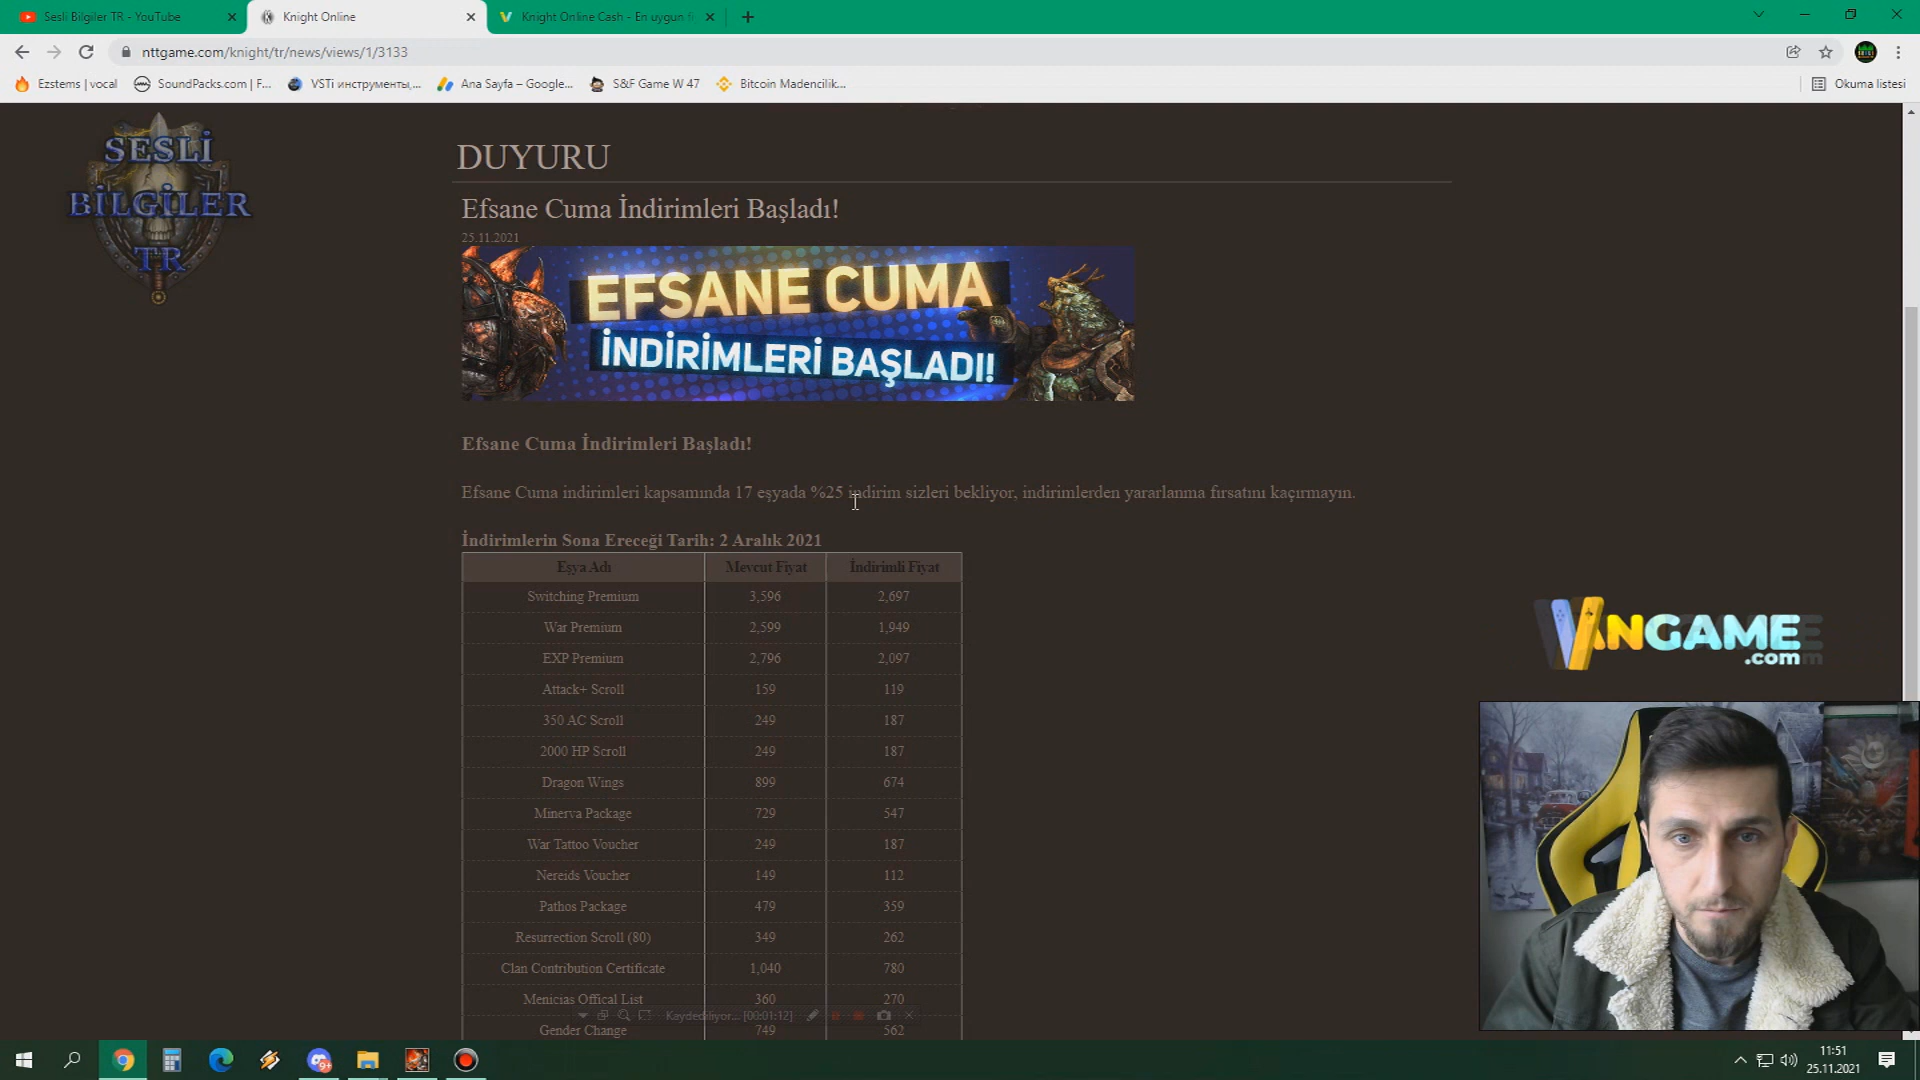 Sesli Bilgiler TR - YouTube
Knight Online
Knight Online Cash - En uygun fi
nttgame.com/knight/tr/news/views/1/3133
Ezstems | vocal
SoundPacks.com | F...
VSTi инструменты,...
Ana Sayfa – Google...
S&F Game W 47
Bitcoin Madencilik...
Okuma listesi
SESLİ
BİLGİLER
TR
DUYURU
Efsane Cuma İndirimleri Başladı!
25.11.2021
EFSANE CUMA
İNDİRİMLERİ BAŞLADI!
Efsane Cuma İndirimleri Başladı!
Efsane Cuma indirimleri kapsamında 17 eşyada %25 indirim sizleri bekliyor, indirimlerden yararlanma fırsatını kaçırmayın.
İndirimlerin Sona Ereceği Tarih: 2 Aralık 2021
Eşya Adı Mevcut Fiyat İndirimli Fiyat
Switching Premium 3,596 2,697
War Premium 2,599 1,949
EXP Premium 2,796 2,097
Attack+ Scroll 159 119
350 AC Scroll 249 187
2000 HP Scroll 249 187
Dragon Wings 899 674
Minerva Package 729 547
War Tattoo Voucher 249 187
Nereids Voucher 149 112
Pathos Package 479 359
Resurrection Scroll (80) 349 262
Clan Contribution Certificate 1,040 780
Menicias Offical List 360 270
Kaydediliyor... [00:01:12]
Gender Change 749 562
VANGAME
.com
9+
11:51
25.11.2021